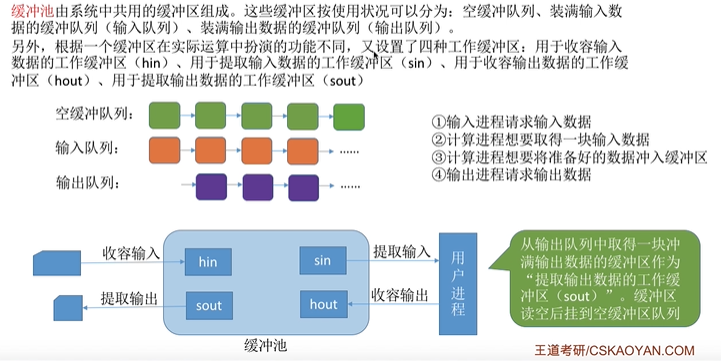 缓冲池由系统中共用的缓冲区组成。这些缓冲区按使用状况可以分为：空缓冲队列、装满输入数
据的缓冲队列（输入队列）、装满输出数据的缓冲队列（输出队列）。
另外，根据一个缓冲区在实际运算中扮演的功能不同，又设置了四种工作缓冲区：用于收容输入
数据的工作缓冲区（hin）、用于提取输入数据的工作缓冲区（sin）、用于收容输出数据的工作缓
冲区（hout）、用于提取输出数据的工作缓冲区（sout）
空缓冲队列：
输入队列：
......
输出队列：
......
①输入进程请求输入数据
②计算进程想要取得一块输入数据
③计算进程想要将准备好的数据冲入缓冲区
④输出进程请求输出数据
收容输入
hin
sin
提取输入
提取输出
sout
hout
收容输出
用户进程
缓冲池
从输出队列中取得一块冲
满输出数据的缓冲区作为
“提取输出数据的工作缓
冲区（sout）”。缓冲区
读空后挂到空缓冲区队列
王道考研/CSKAOYAN.COM